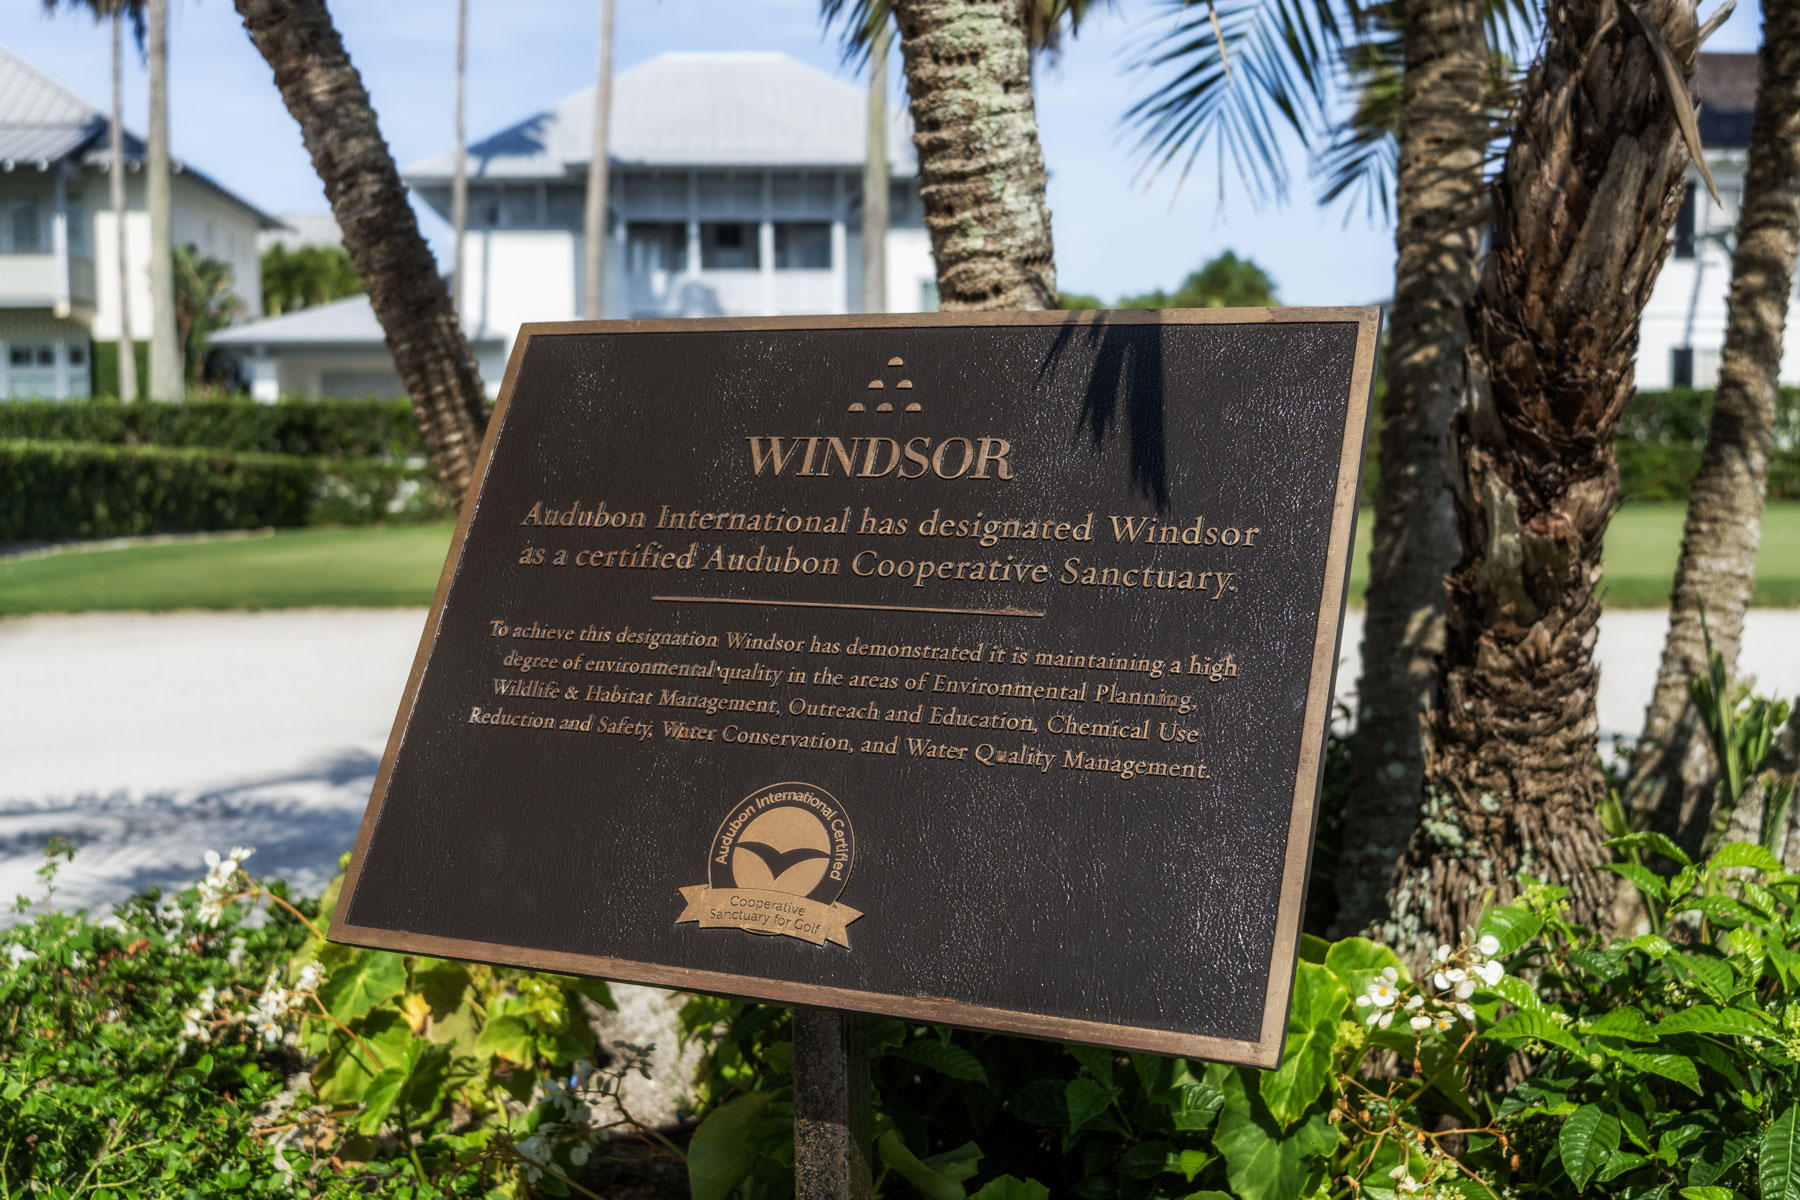 WINDSOR
Audubon International has designated Windsor
as a certified Audubon Cooperative Sanctuary.
To achieve this designation Windsor has demonstrated it is maintaining a high
degree of environmental quality in the areas of Environmental Planning,
Wildlife & Habitat Management, Outreach and Education, Chemical Use
Reduction and Safety, Water Conservation, and Water Quality Management.
Audubon International Certified
Cooperative
Sanctuary for Golf